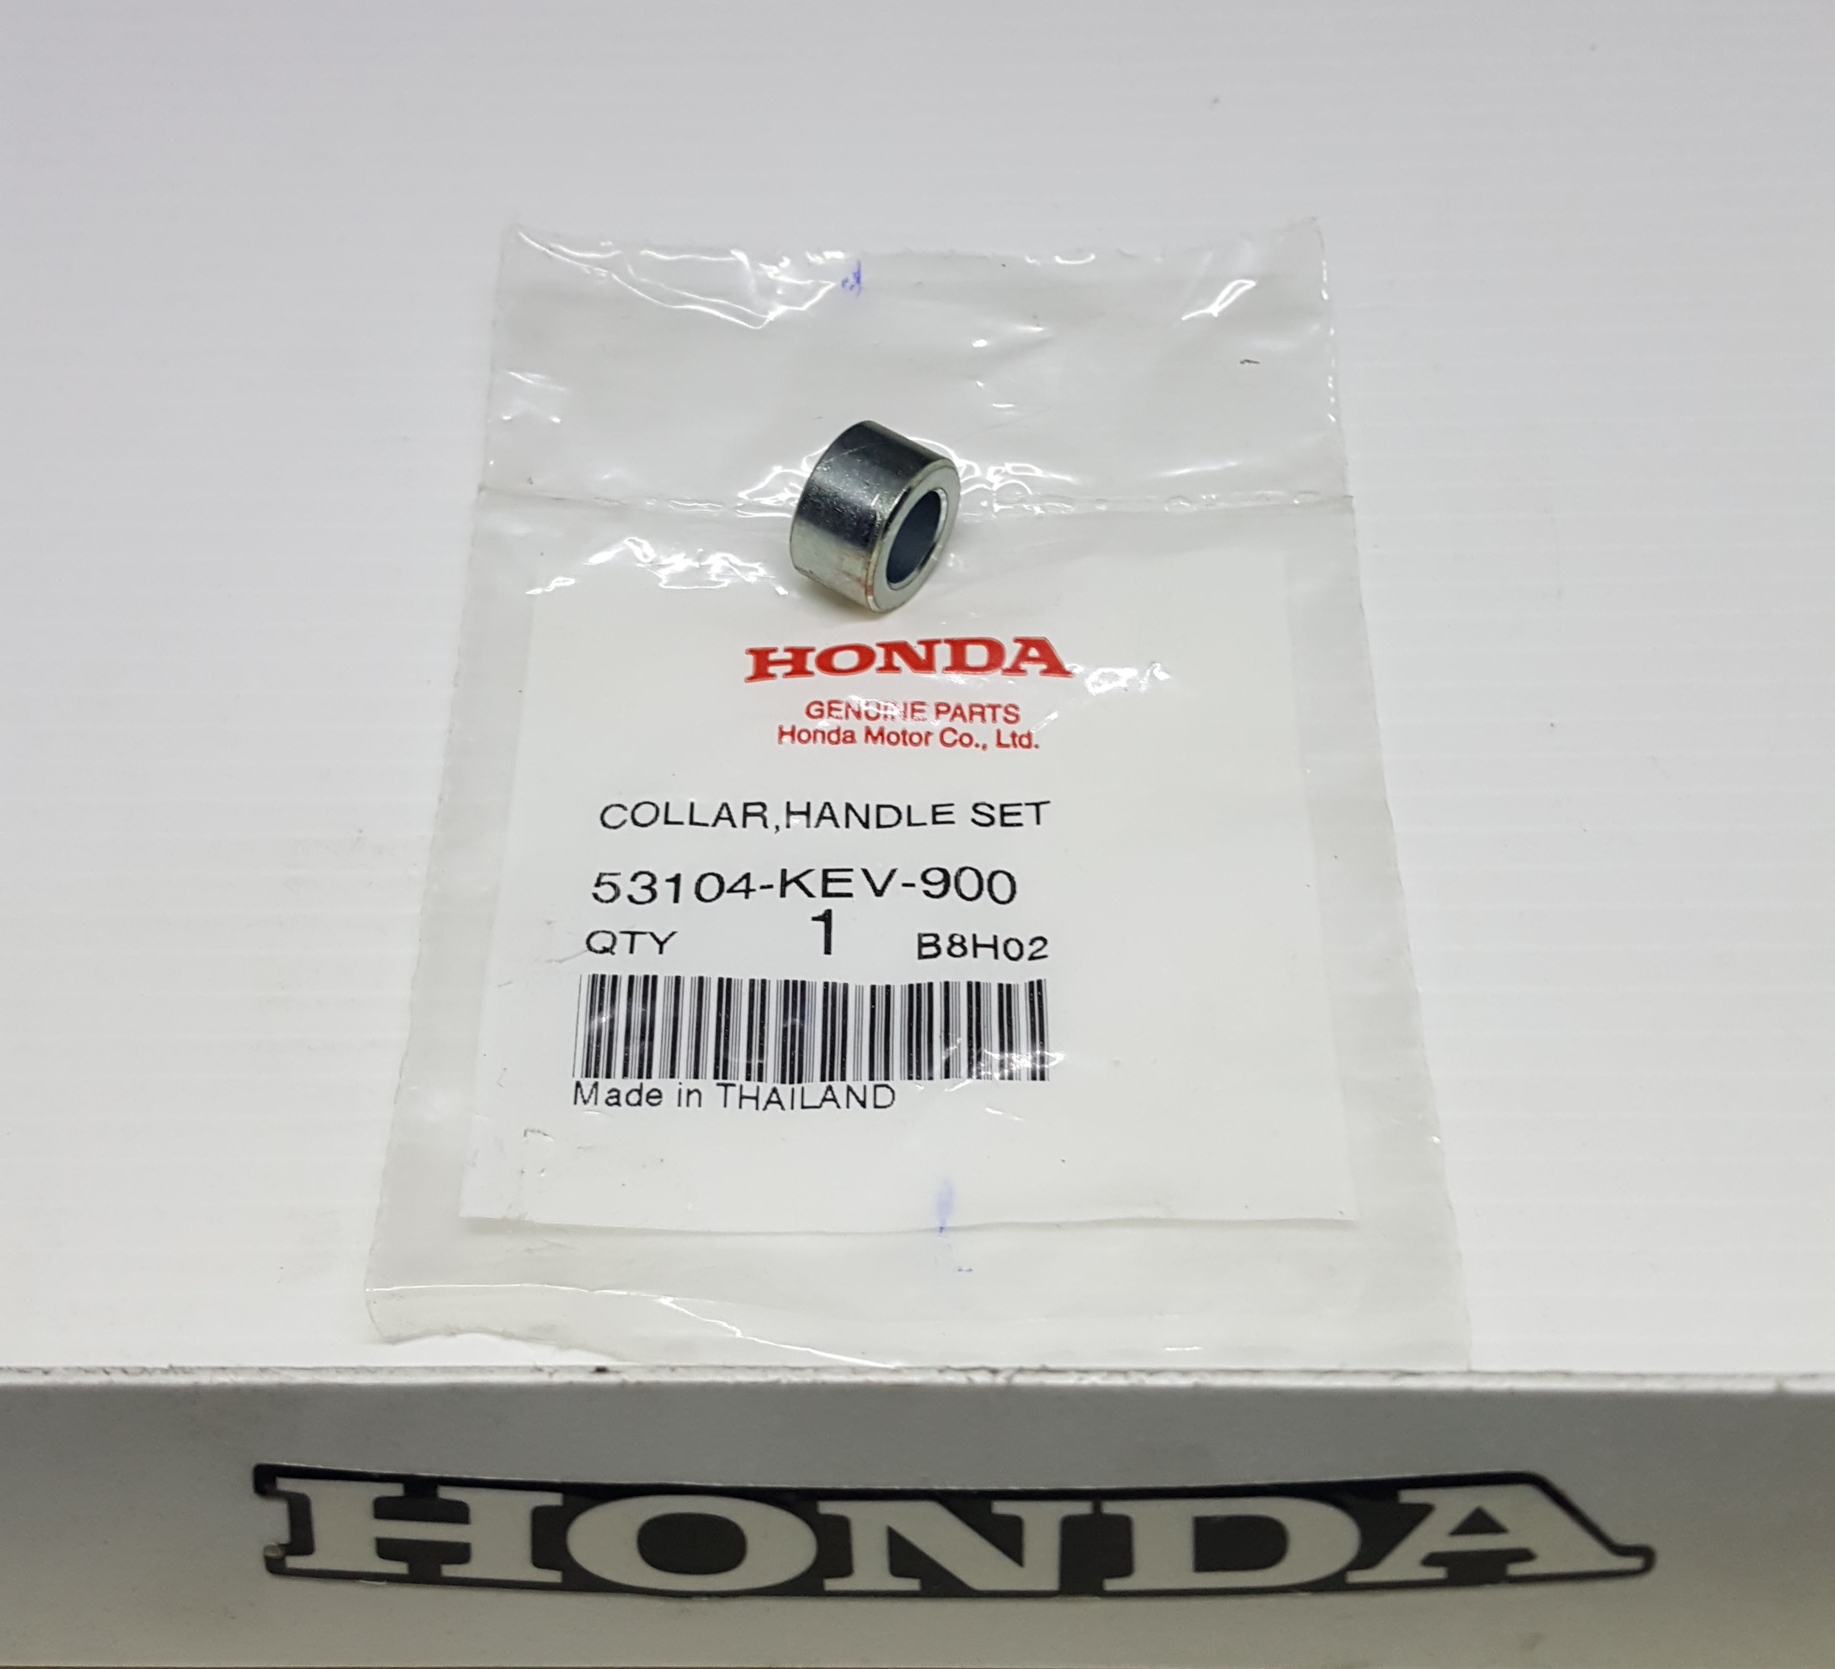 HONDA
GENUINE PARTS
Honda Motor Co., Ltd.
COLLAR,HANDLE SET
53104-KEV-900
QTY 1 B8H02
Made in THAILAND
HONDA